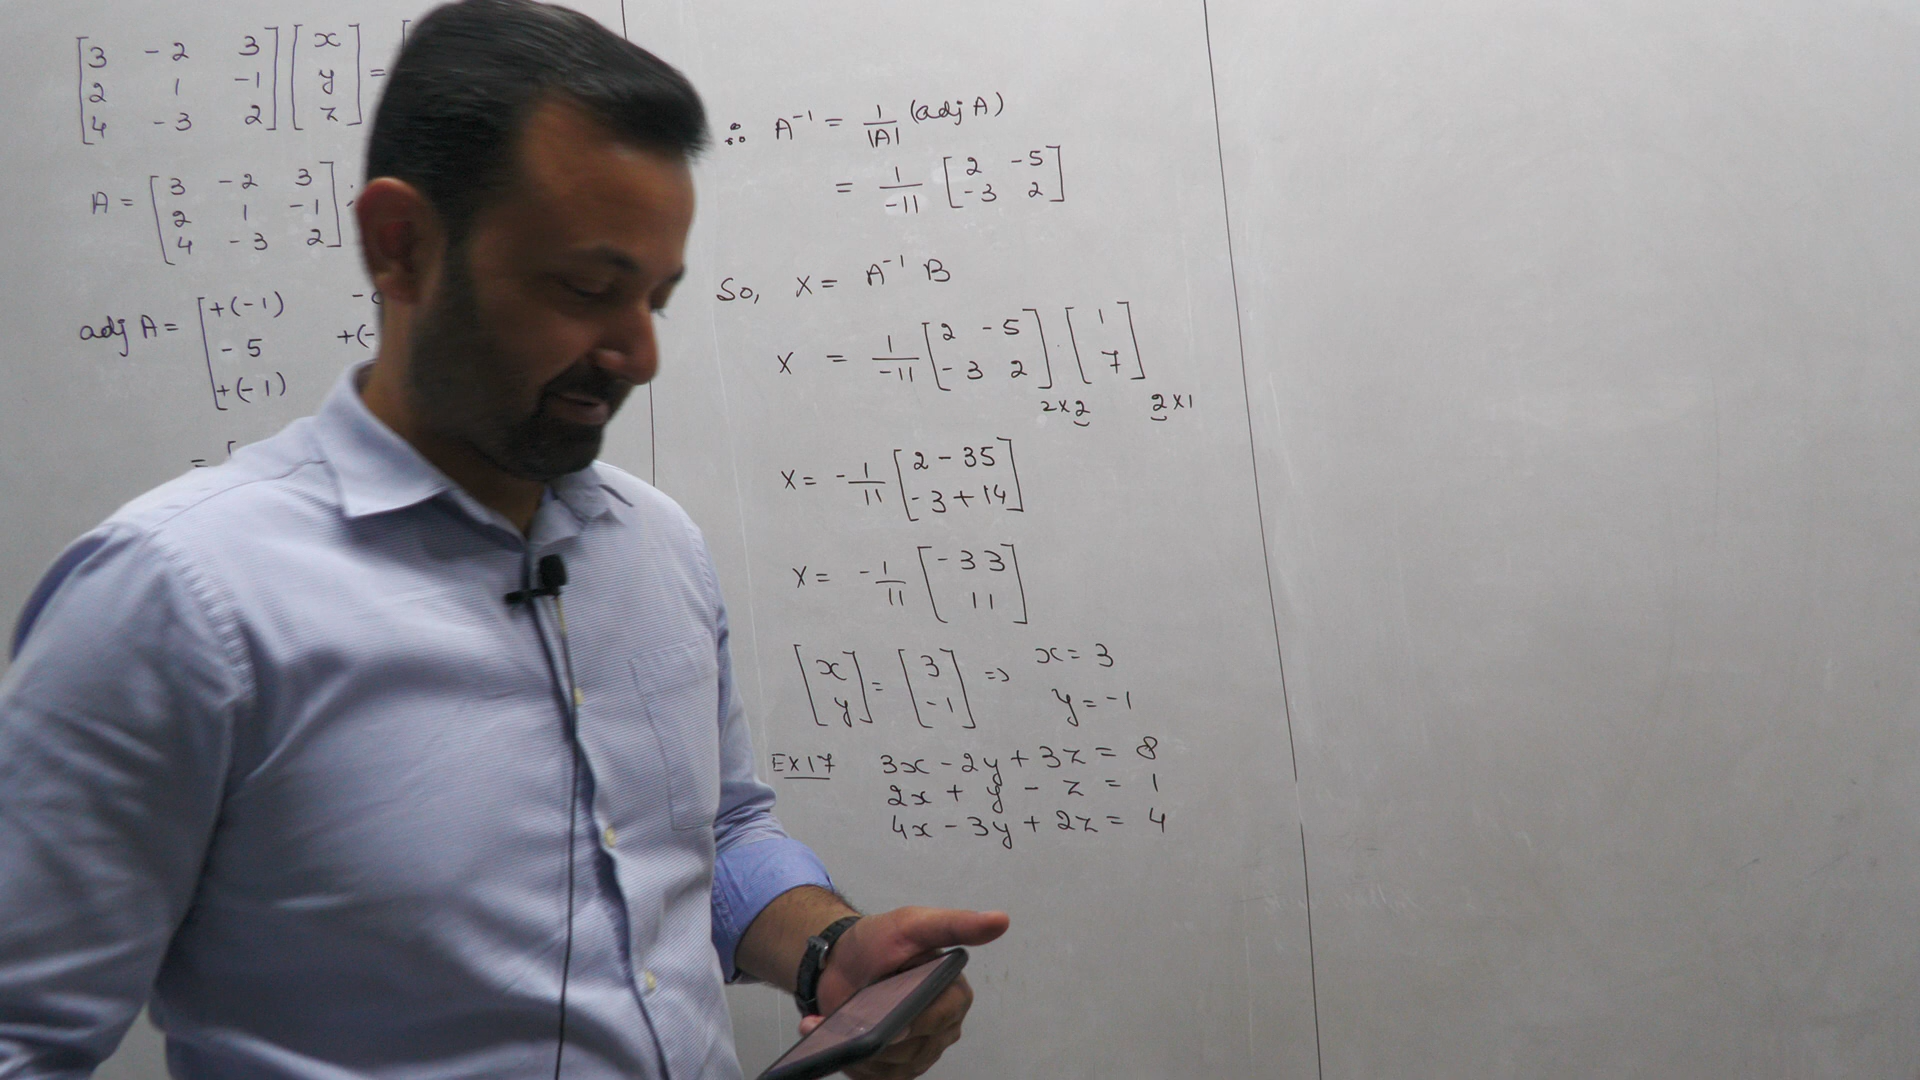 [3 -2 3] [x] = [
[2 1 -1] [y]
[4 -3 2] [z]
A = [3 -2 3] ;
[2 1 -1]
[4 -3 2]
adj A = [+(-1) -(
[-5 +(-
[+(-1)
= [
∴ A⁻¹ = 1/|A| (adj A)
= 1/-11 [2 -5]
[-3 2]
So, X = A⁻¹ B
X = 1/-11 [2 -5] . [1]
[-3 2] [7]
2×2 2×1
X = -1/11 [2 - 35]
[-3 + 14]
X = -1/11 [-33]
[11]
[x] = [3] => x = 3
[y] [-1] y = -1
EX17 3x - 2y + 3z = 8
2x + y - z = 1
4x - 3y + 2z = 4